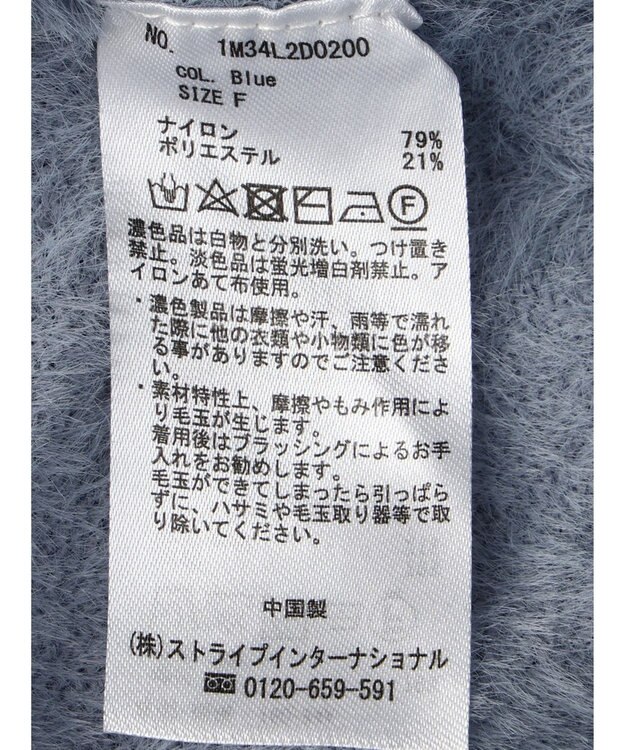 NO. 1M34L2D0200
COL. Blue
SIZE F
ナイロン 79%
ポリエステル 21%
F
濃色品は白物と分別洗い。つけ置き
禁止。淡色品は蛍光増白剤禁止。ア
イロンあて布使用。
・濃色製品は摩擦や汗、雨等で濡れ
た際に他の衣類や小物類に色が移
る事がありますのでご注意くださ
い。
・素材特性上、摩擦やもみ作用によ
り毛玉が生じます。
着用後はブラッシングによるお手
入れをお勧めします。
毛玉ができてしまったら引っぱら
ずに、ハサミや毛玉取り器等で取
り除いてください。
中国製
(株)ストライプインターナショナル
0120-659-591